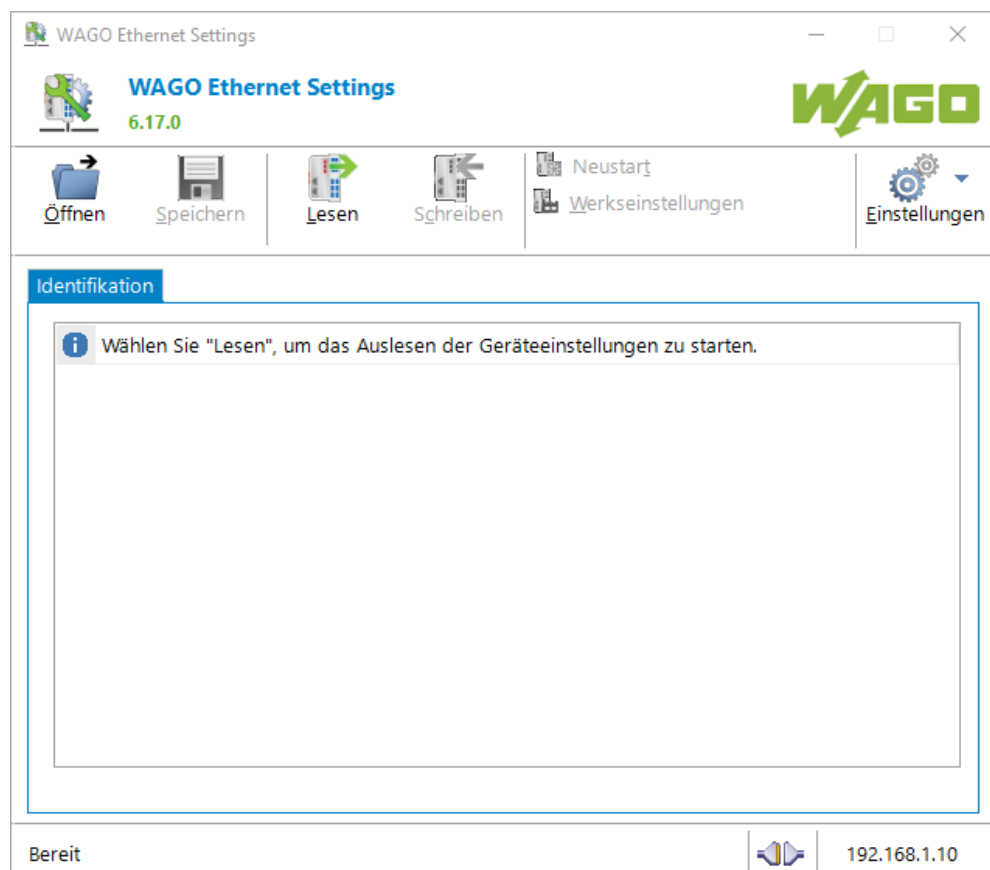 WAGO Ethernet Settings
WAGO Ethernet Settings
6.17.0
WAGO
Öffnen
Speichern
Lesen
Schreiben
Neustart
Werkseinstellungen
Einstellungen
Identifikation
Wählen Sie "Lesen", um das Auslesen der Geräteeinstellungen zu starten.
Bereit
192.168.1.10